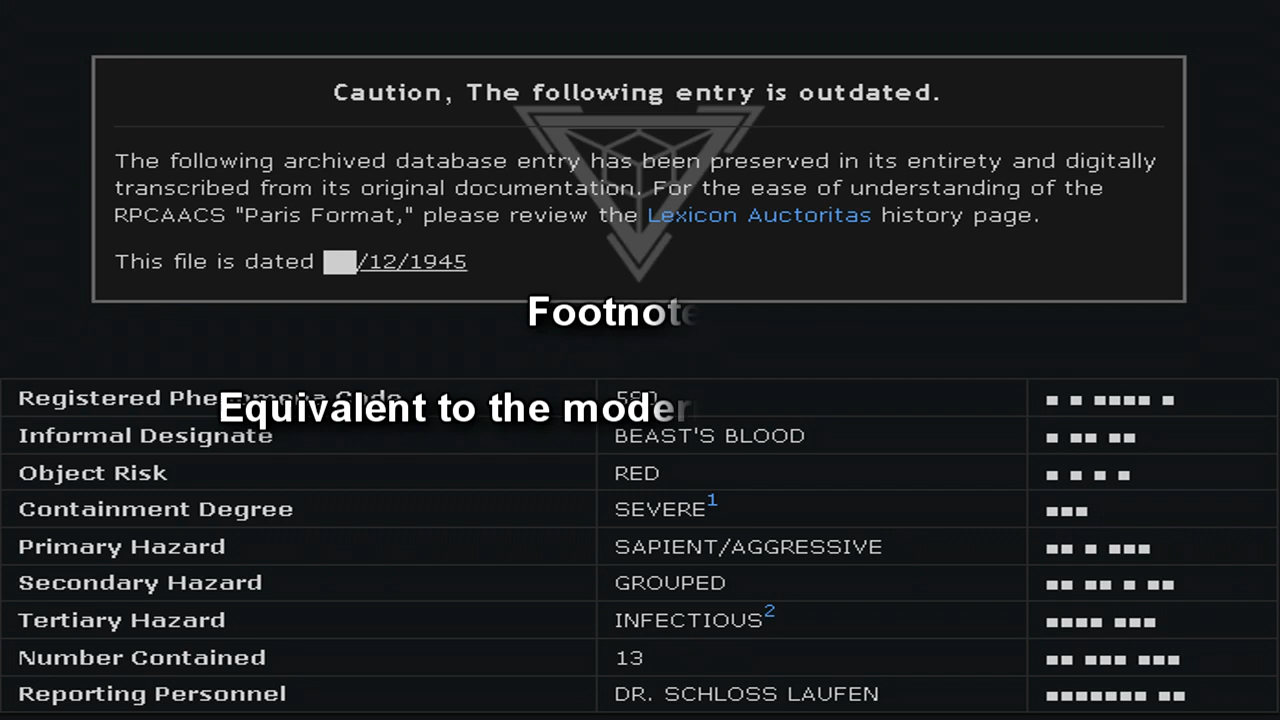 Caution, The following entry is outdated.
The following archived database entry has been preserved in its entirety and digitally
transcribed from its original documentation. For the ease of understanding of the
RPCAACS "Paris Format," please review the Lexicon Auctoritas history page.
This file is dated ██/12/1945
Footnote
Registered Phenomena Code
Equivalent to the moder
Informal Designate BEAST'S BLOOD
Object Risk RED
Containment Degree SEVERE1
Primary Hazard SAPIENT/AGGRESSIVE
Secondary Hazard GROUPED
Tertiary Hazard INFECTIOUS2
Number Contained 13
Reporting Personnel DR. SCHLOSS LAUFEN